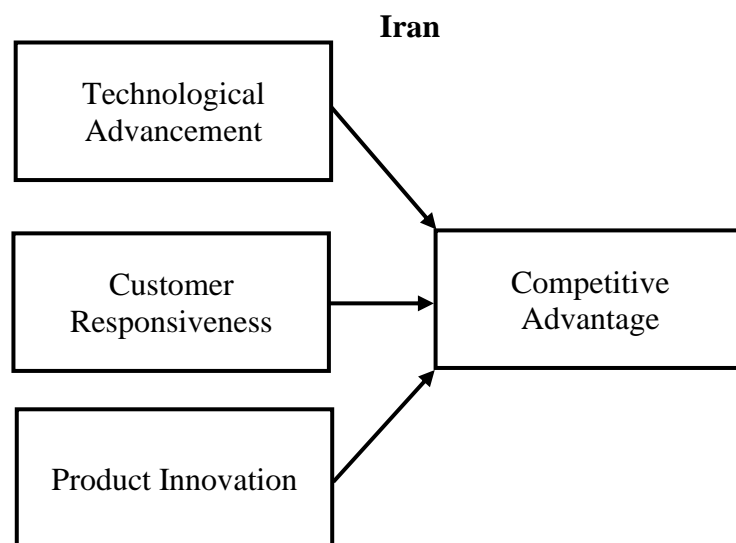 Iran
Technological
Advancement
Customer
Responsiveness
Competitive
Advantage
Product Innovation